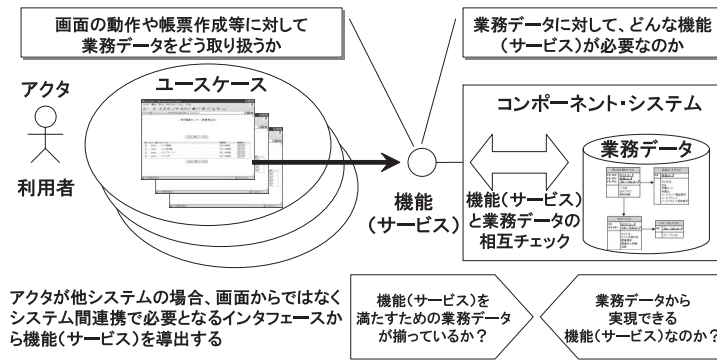 画面の動作や帳票作成等に対して
業務データをどう取り扱うか
業務データに対して、どんな機能
（サービス）が必要なのか
アクタ
利用者
ユースケース
機能
（サービス）
コンポーネント・システム
業務データ
機能（サービス）
と業務データの
相互チェック
アクタが他システムの場合、画面からではなく
システム間連携で必要となるインタフェースか
ら機能（サービス）を導出する
機能（サービス）を
満たすための業務データ
が揃っているか？
業務データから
実現できる
機能（サービス）なのか？